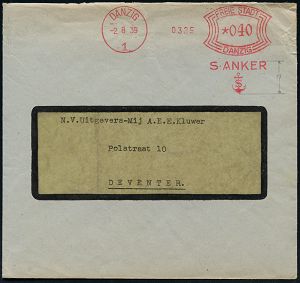 DANZIG
-2.8.39
1
0325
FREIE STADT
*040
DANZIG
S·ANKER
N.V.Uitgevers-Mij A.E.E.Kluwer
Polstraat 10
DEVENTER.